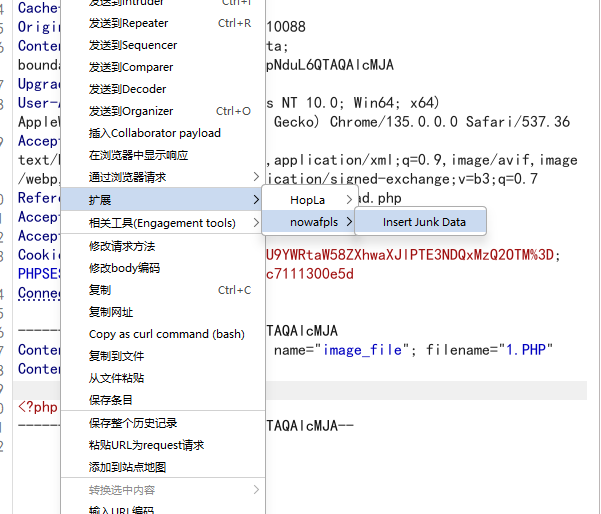 Cache
发送到Intruder Ctrl+I
Origin
10088
发送到Repeater Ctrl+R
Conten
ta;
发送到Sequencer
bounda
pNduL6QTAQAlcMJA
发送到Comparer
Upgrad
发送到Decoder
User-A
s NT 10.0; Win64; x64)
发送到Organizer Ctrl+O
AppleW
Gecko) Chrome/135.0.0.0 Safari/537.36
插入Collaborator payload
Accept
在浏览器中显示响应
text/h
,application/xml;q=0.9,image/avif,image
通过浏览器请求
/webp,
ication/signed-exchange;v=b3;q=0.7
扩展
HopLa
Refere
ad.php
相关工具(Engagement tools)
nowafpls
Insert Junk Data
Accept
修改请求方法
Accept
修改body编码
Cookie
U9YWRtaW58ZXhwaXJlPTE3NDQxMzQ2OTM%3D;
PHPSES
c7111300e5d
复制 Ctrl+C
Connec
复制网址
Copy as curl command (bash)
------
TAQAlcMJA
复制到文件
Conten
name="image_file"; filename="1.PHP"
从文件粘贴
Conten
保存条目
<?php
保存整个历史记录
------
TAQAlcMJA--
粘贴URL为request请求
添加到站点地图
转换选中内容
输入URL编码